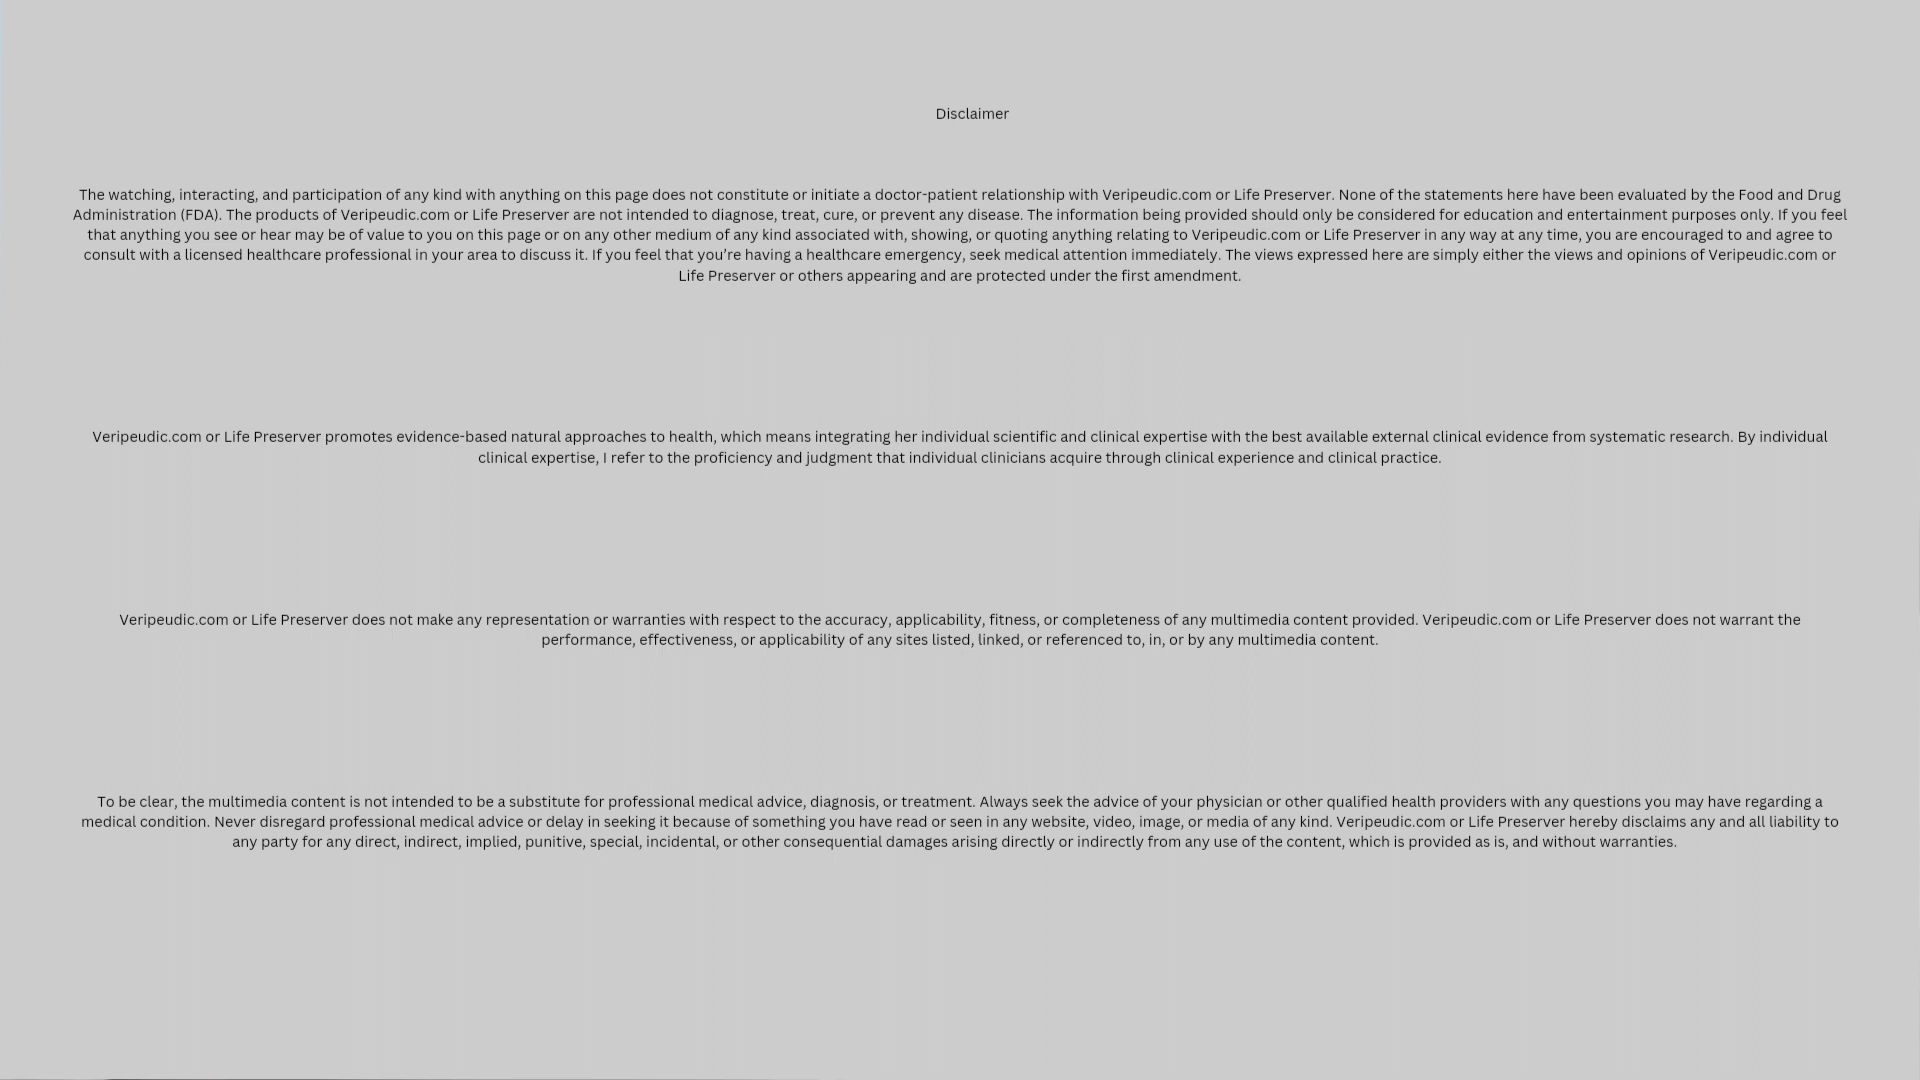 Disclaimer
The watching, interacting, and participation of any kind with anything on this page does not constitute or initiate a doctor-patient relationship with Veripeudic.com or Life Preserver. None of the statements here have been evaluated by the Food and Drug
Administration (FDA). The products of Veripeudic.com or Life Preserver are not intended to diagnose, treat, cure, or prevent any disease. The information being provided should only be considered for education and entertainment purposes only. If you feel
that anything you see or hear may be of value to you on this page or on any other medium of any kind associated with, showing, or quoting anything relating to Veripeudic.com or Life Preserver in any way at any time, you are encouraged to and agree to
consult with a licensed healthcare professional in your area to discuss it. If you feel that you’re having a healthcare emergency, seek medical attention immediately. The views expressed here are simply either the views and opinions of Veripeudic.com or
Life Preserver or others appearing and are protected under the first amendment.
Veripeudic.com or Life Preserver promotes evidence-based natural approaches to health, which means integrating her individual scientific and clinical expertise with the best available external clinical evidence from systematic research. By individual
clinical expertise, I refer to the proficiency and judgment that individual clinicians acquire through clinical experience and clinical practice.
Veripeudic.com or Life Preserver does not make any representation or warranties with respect to the accuracy, applicability, fitness, or completeness of any multimedia content provided. Veripeudic.com or Life Preserver does not warrant the
performance, effectiveness, or applicability of any sites listed, linked, or referenced to, in, or by any multimedia content.
To be clear, the multimedia content is not intended to be a substitute for professional medical advice, diagnosis, or treatment. Always seek the advice of your physician or other qualified health providers with any questions you may have regarding a
medical condition. Never disregard professional medical advice or delay in seeking it because of something you have read or seen in any website, video, image, or media of any kind. Veripeudic.com or Life Preserver hereby disclaims any and all liability to
any party for any direct, indirect, implied, punitive, special, incidental, or other consequential damages arising directly or indirectly from any use of the content, which is provided as is, and without warranties.